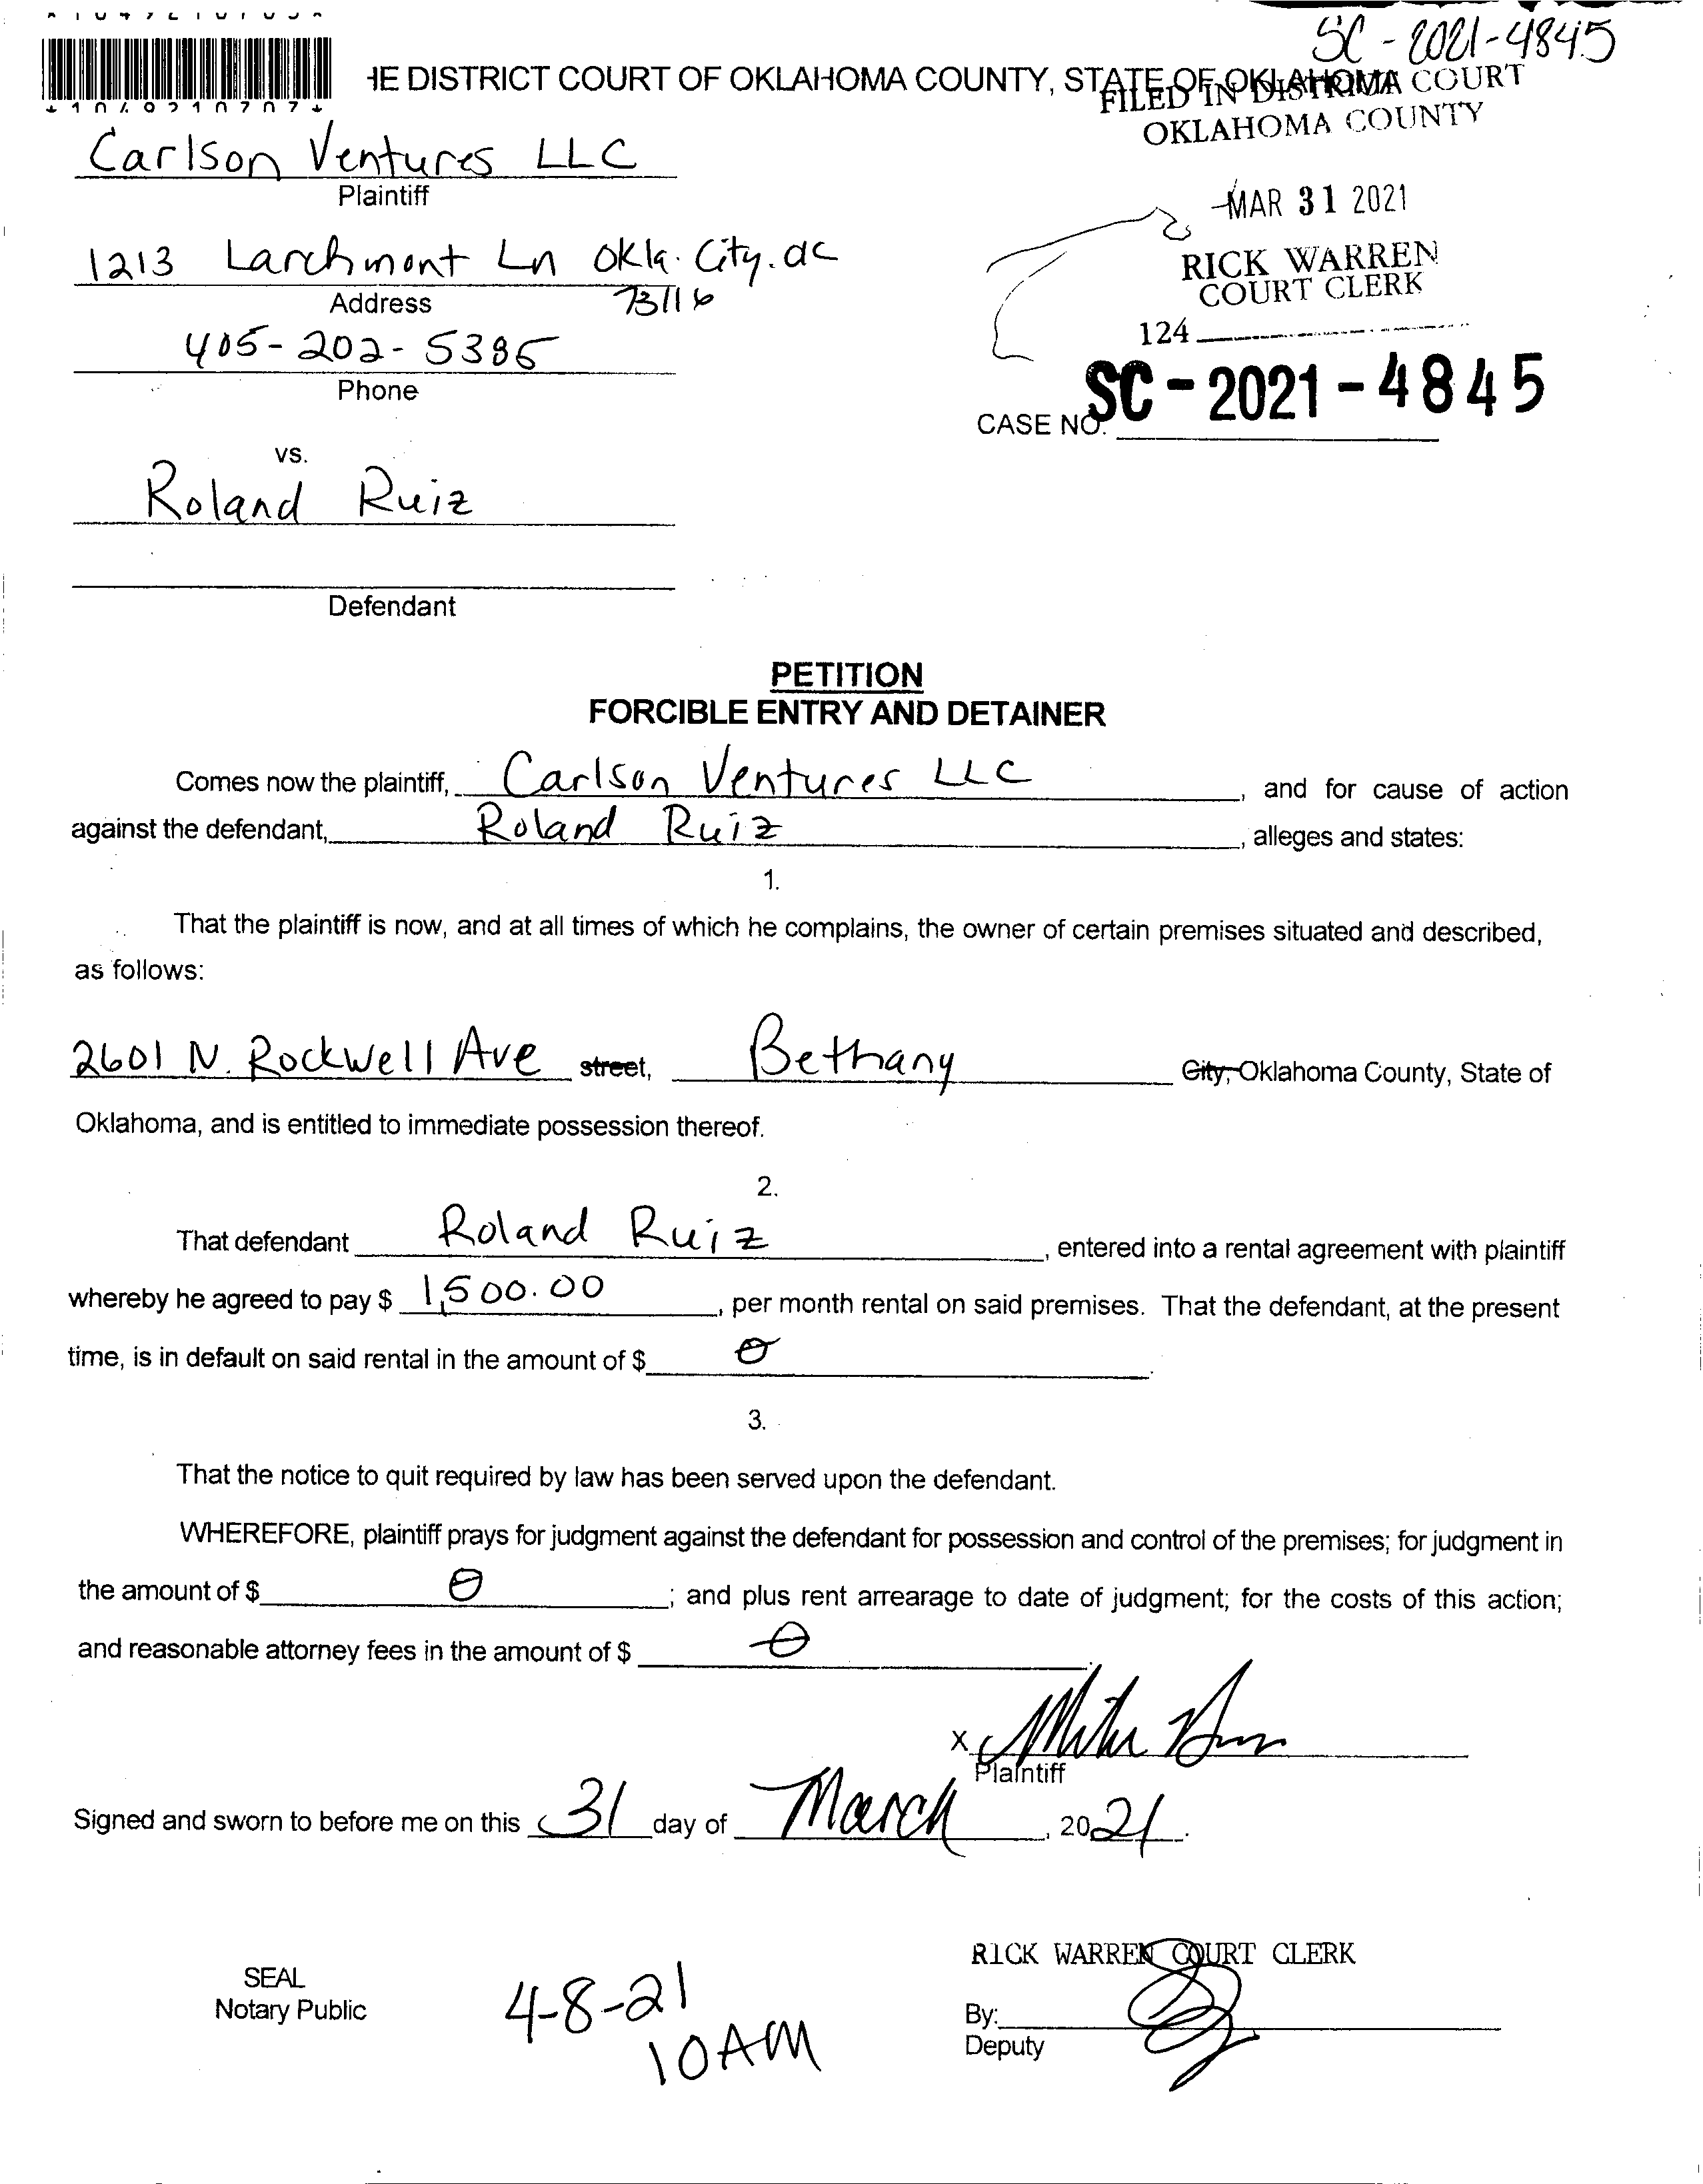 SC-2021-4845
*1049210707*
HE DISTRICT COURT OF OKLAHOMA COUNTY, STATE OF OKLAHOMA
FILED IN DISTRICT COURT
OKLAHOMA COUNTY
Carlson Ventures LLC
Plaintiff
MAR 31 2021
1213 Larchmont Ln Okla. City. OK
73116
Address
RICK WARREN
COURT CLERK
124
405-202-5385
Phone
CASE NO. SC-2021-4845
vs.
Roland Ruiz
Defendant
PETITION
FORCIBLE ENTRY AND DETAINER
Comes now the plaintiff, Carlson Ventures LLC, and for cause of action
against the defendant, Roland Ruiz, alleges and states:
1.
That the plaintiff is now, and at all times of which he complains, the owner of certain premises situated and described,
as follows:
2601 N. Rockwell Ave street, Bethany City, Oklahoma County, State of
Oklahoma, and is entitled to immediate possession thereof.
2.
That defendant Roland Ruiz, entered into a rental agreement with plaintiff
whereby he agreed to pay $ 1,500.00, per month rental on said premises. That the defendant, at the present
time, is in default on said rental in the amount of $ 0.
3.
That the notice to quit required by law has been served upon the defendant.
WHEREFORE, plaintiff prays for judgment against the defendant for possession and control of the premises; for judgment in
the amount of $ 0; and plus rent arrearage to date of judgment; for the costs of this action;
and reasonable attorney fees in the amount of $ 0.
X
Plaintiff
Signed and sworn to before me on this 31 day of March, 2021.
RICK WARREN COURT CLERK
SEAL
Notary Public
4-8-21
10 AM
By:
Deputy